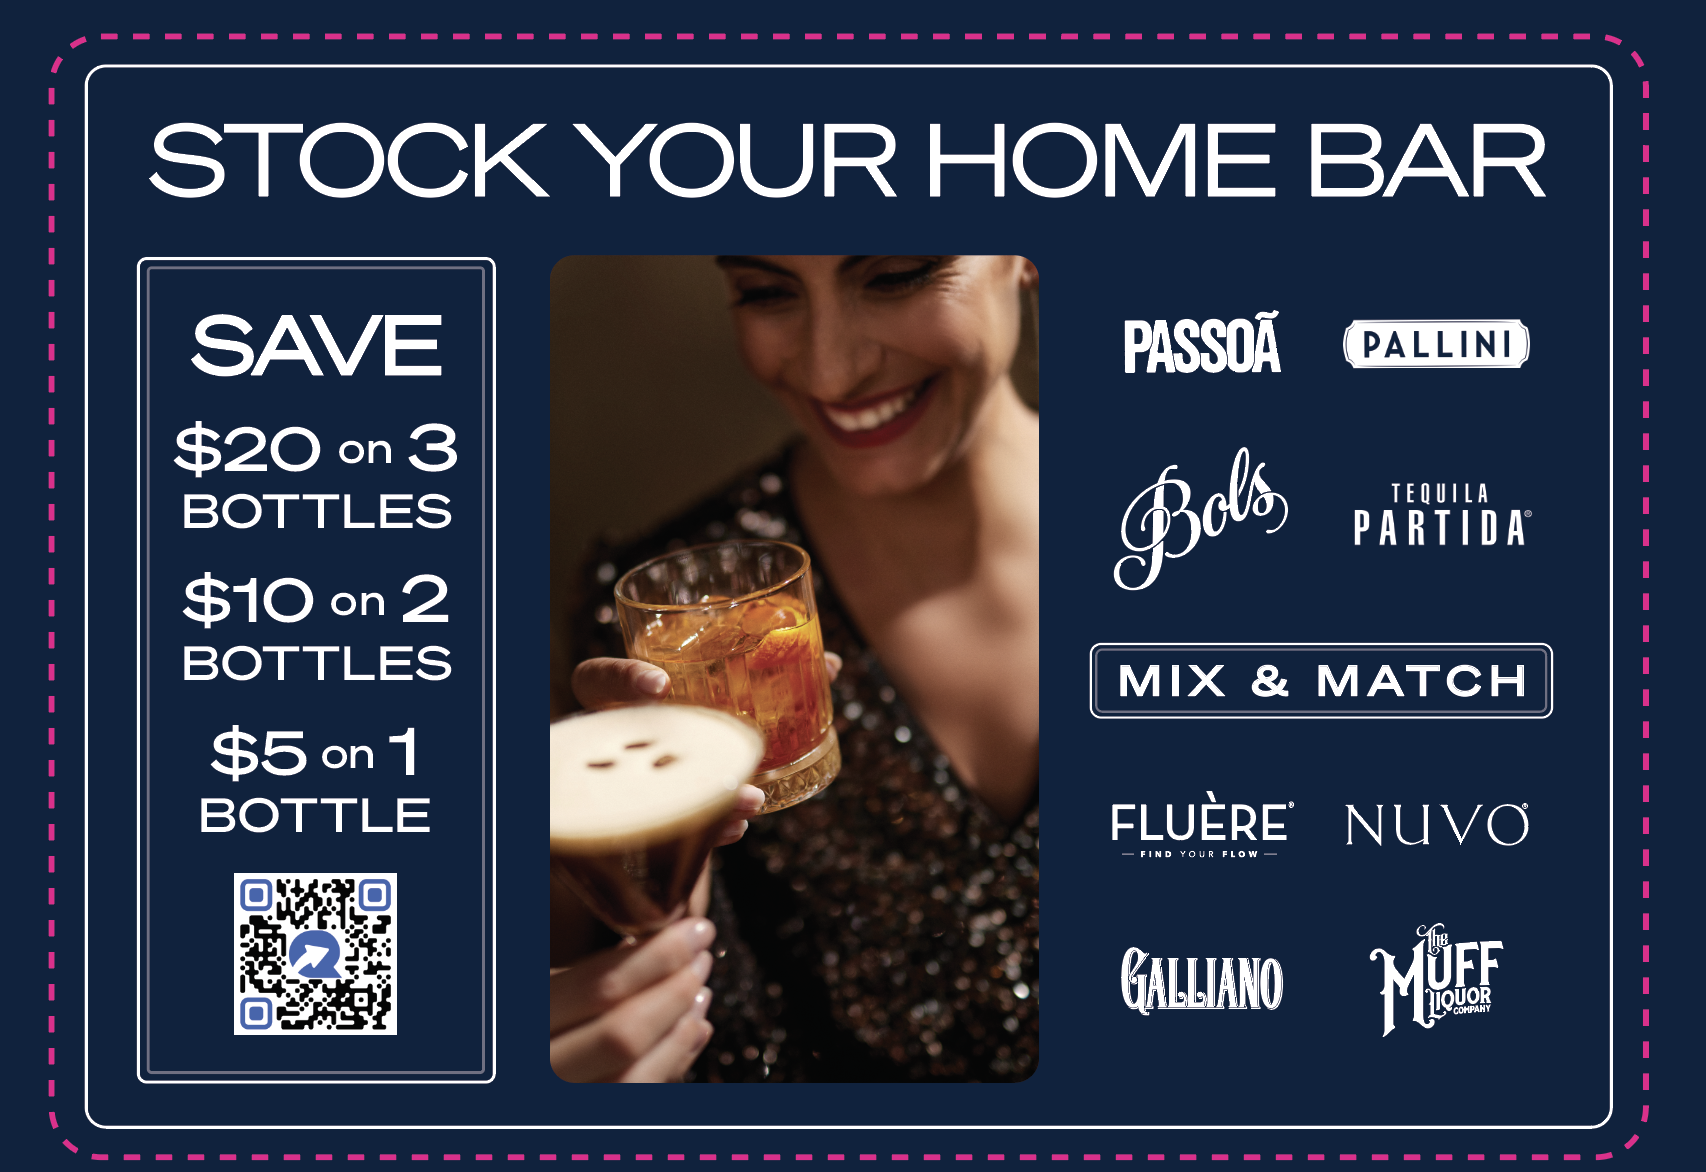 STOCK YOUR HOME BAR
SAVE
$20 on 3
BOTTLES
$10 on 2
BOTTLES
$5 on 1
BOTTLE
PASSOÃ
PALLINI
Bols
TEQUILA
PARTIDA®
MIX & MATCH
FLUÈRE®
— FIND YOUR FLOW —
NUVO®
GALLIANO
The
MUFF
LIQUOR
COMPANY